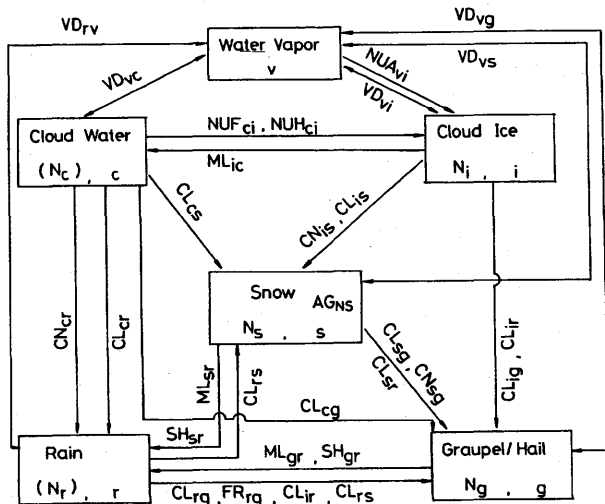 VDrv
VDvg
Water Vapor
v
VDvs
NUAvi
VDvi
VDvc
Cloud Water
(Nc), c
NUFci, NUHci
MLic
Cloud Ice
Ni, i
CLcs
CNis, CLis
Snow
AGNS
Ns, s
CNcr
CLcr
MLsr
CLrs
CLsg, CNsg
CLsr
CLig, CLir
CLcg
SHsr
Rain
(Nr), r
MLgr, SHgr
CLrg, FRrg, CLir, CLrs
Graupel/Hail
Ng, g